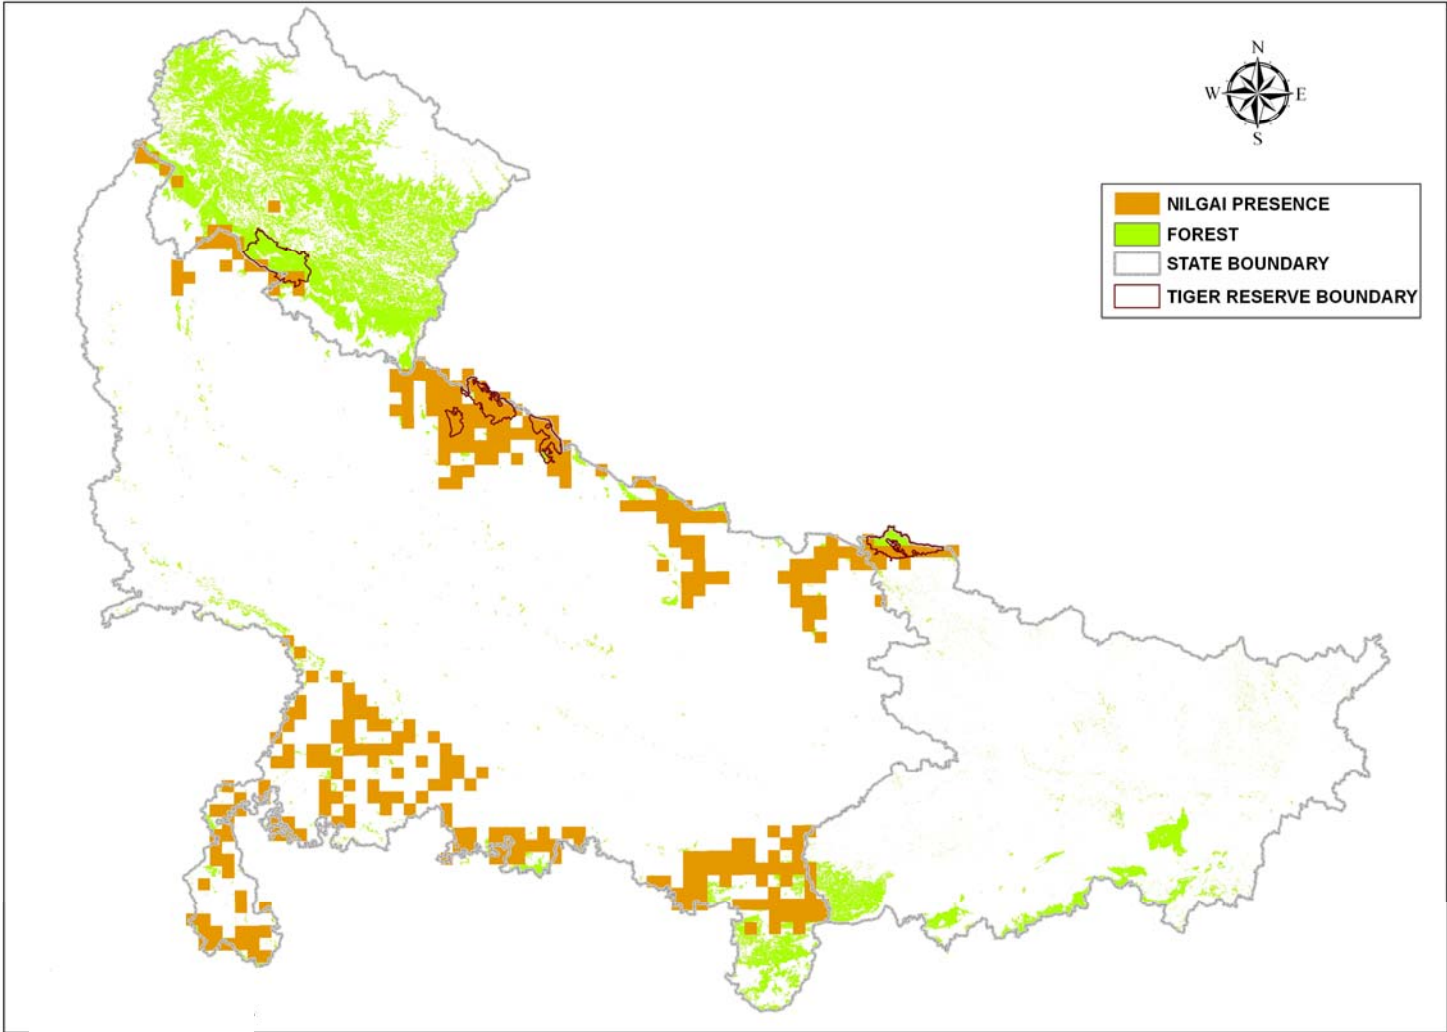 N
W E
S
NILGAI PRESENCE
FOREST
STATE BOUNDARY
TIGER RESERVE BOUNDARY